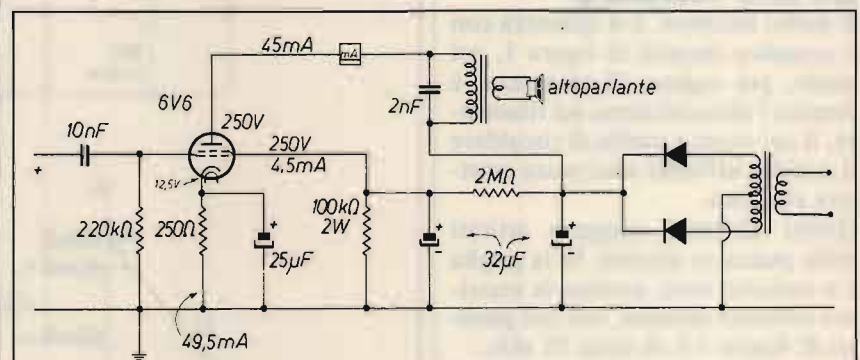 45mA
mA
altoparlante
2nF
6V6
250V
10nF
250V
4,5mA
12,5V
2MΩ
220kΩ
250Ω
100kΩ
2W
25µF
32µF
49,5mA
+
+
+
-
+
-